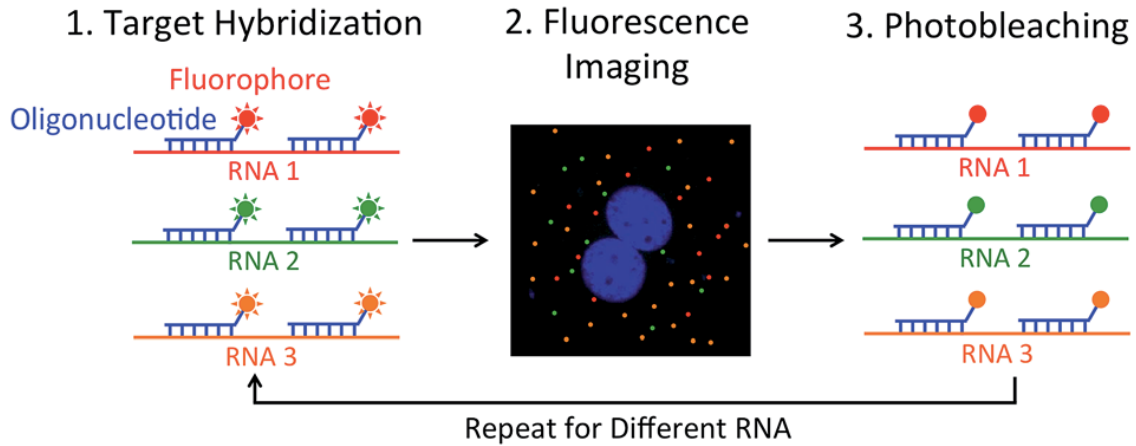 1. Target Hybridization
Fluorophore
Oligonucleotide
RNA 1
RNA 2
RNA 3
2. Fluorescence
Imaging
3. Photobleaching
RNA 1
RNA 2
RNA 3
Repeat for Different RNA